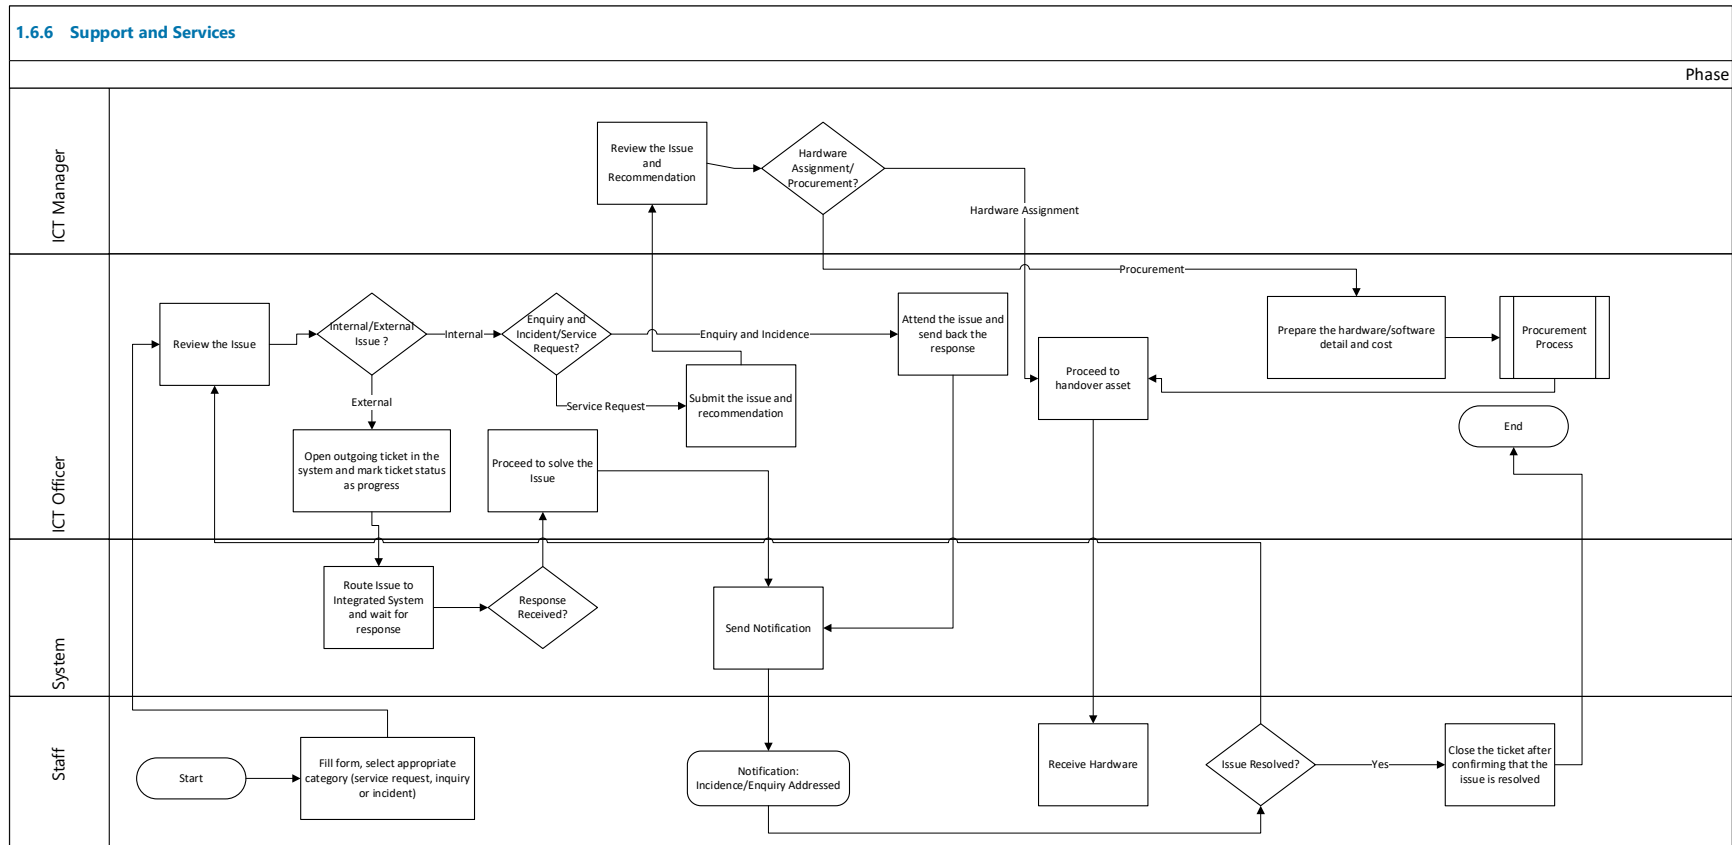 1.6.6 Support and Services
Phase
ICT Manager
Review the Issue
and
Recommendation
Hardware
Assignment/
Procurement?
Hardware Assignment
ICT Officer
Procurement
Review the Issue
Internal/External
Issue ?
Internal
Enquiry and
Incident/Service
Request?
Enquiry and Incidence
Attend the issue and
send back the
response
Prepare the hardware/software
detail and cost
Procurement
Process
Proceed to
handover asset
External
Service Request
Submit the issue and
recommendation
End
Open outgoing ticket in the
system and mark ticket status
as progress
Proceed to solve the
Issue
System
Route Issue to
Integrated System
and wait for
response
Response
Received?
Send Notification
Staff
Start
Fill form, select appropriate
category (service request, inquiry
or incident)
Notification:
Incidence/Enquiry Addressed
Receive Hardware
Issue Resolved?
Yes
Close the ticket after
confirming that the
issue is resolved